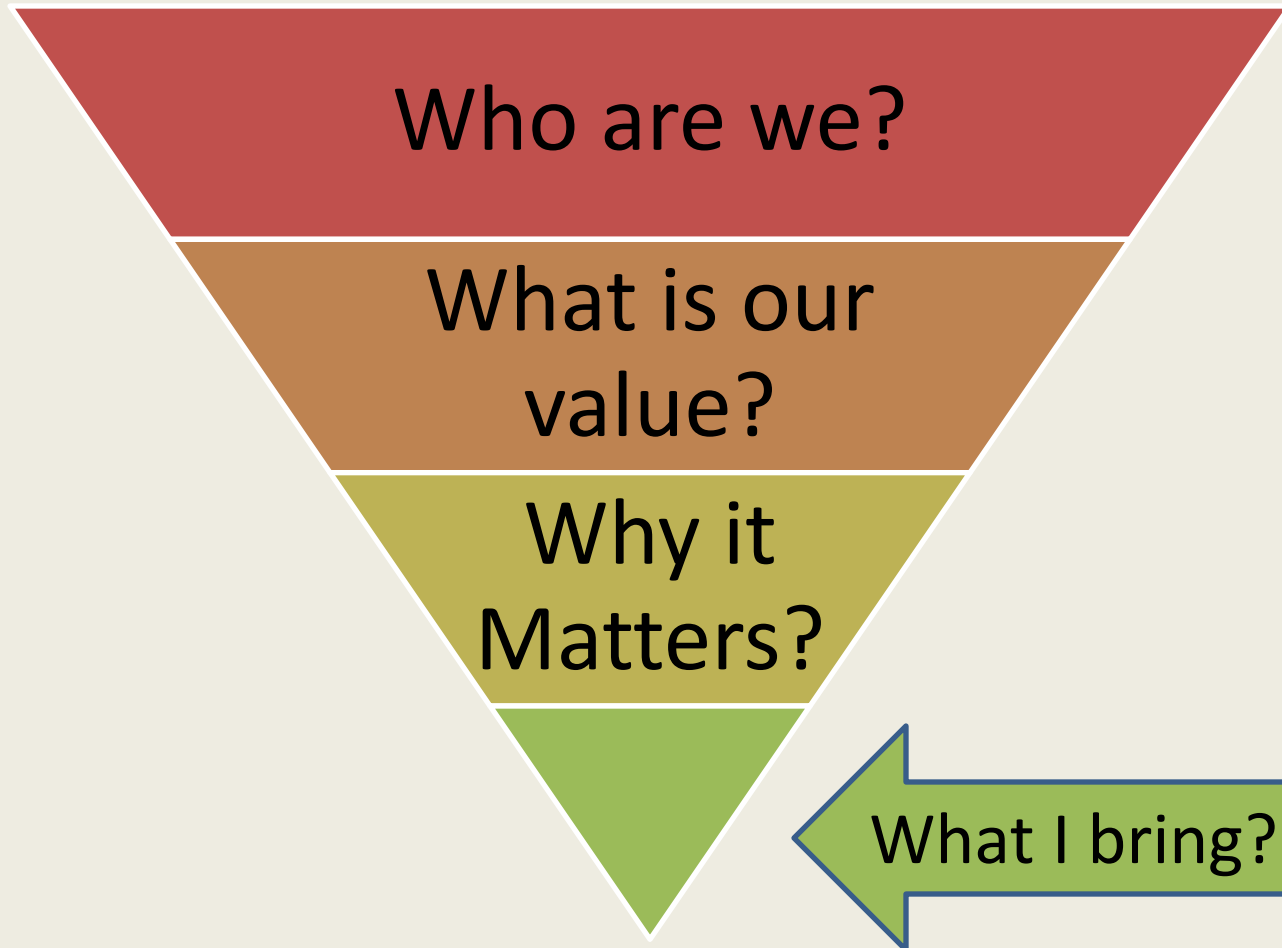 Who are we?
What is our
value?
Why it
Matters?
What I bring?